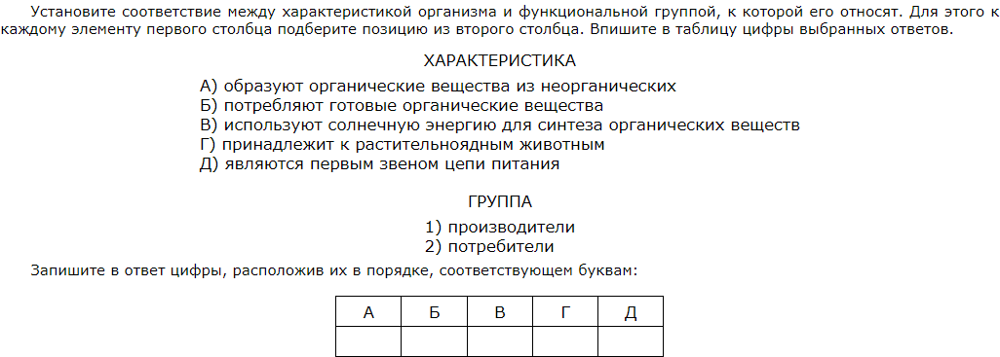 Установите соответствие между характеристикой организма и функциональной группой, к которой его относят. Для этого к
каждому элементу первого столбца подберите позицию из второго столбца. Впишите в таблицу цифры выбранных ответов.
ХАРАКТЕРИСТИКА
А) образуют органические вещества из неорганических
Б) потребляют готовые органические вещества
В) используют солнечную энергию для синтеза органических веществ
Г) принадлежит к растительноядным животным
Д) являются первым звеном цепи питания
ГРУППА
1) производители
2) потребители
Запишите в ответ цифры, расположив их в порядке, соответствующем буквам:
А Б В Г Д